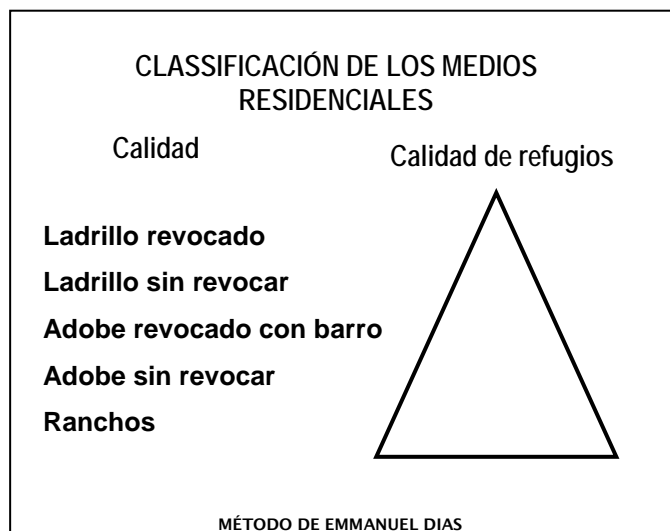 CLASSIFICACIÓN DE LOS MEDIOS
RESIDENCIALES
Calidad
Calidad de refugios
Ladrillo revocado
Ladrillo sin revocar
Adobe revocado con barro
Adobe sin revocar
Ranchos
MÉTODO DE EMMANUEL DIAS